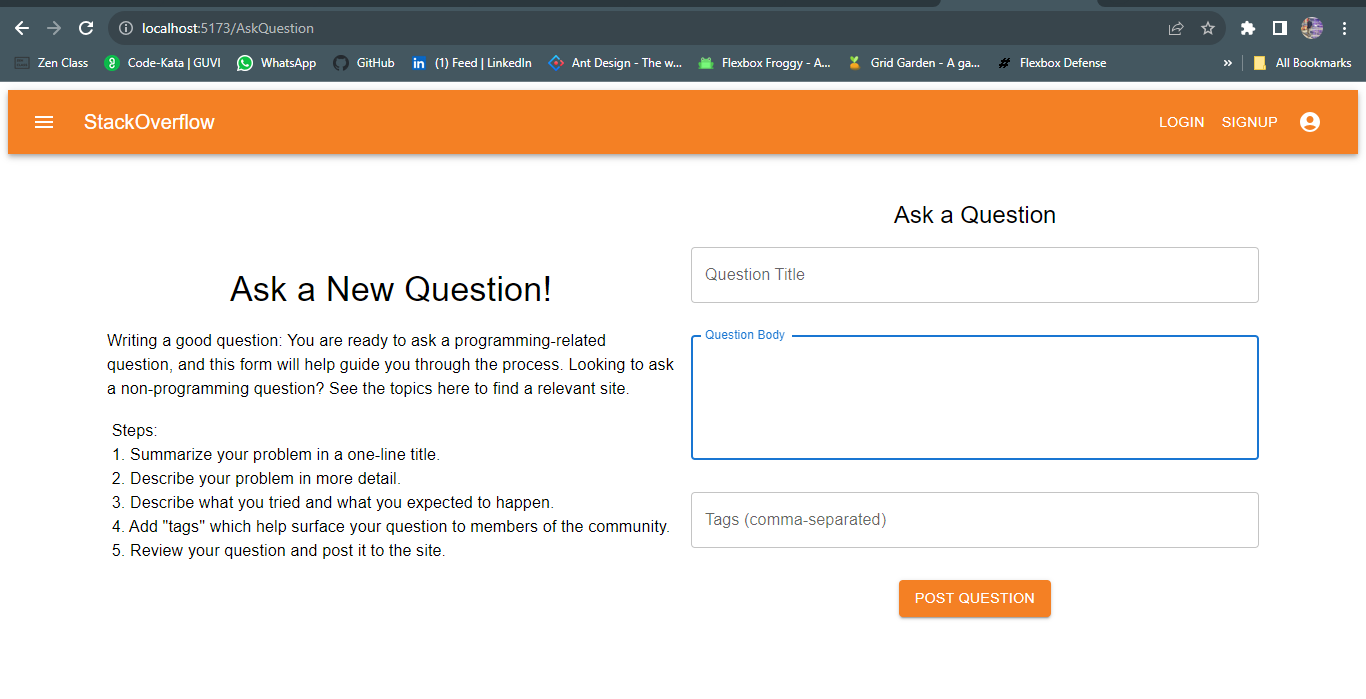 localhost:5173/AskQuestion
Zen Class
Code-Kata | GUVI
WhatsApp
GitHub
in (1) Feed | LinkedIn
Ant Design - The w...
Flexbox Froggy - A...
Grid Garden - A ga...
Flexbox Defense
»
All Bookmarks
StackOverflow
LOGIN
SIGNUP
Ask a New Question!
Writing a good question: You are ready to ask a programming-related
question, and this form will help guide you through the process. Looking to ask
a non-programming question? See the topics here to find a relevant site.
Steps:
1. Summarize your problem in a one-line title.
2. Describe your problem in more detail.
3. Describe what you tried and what you expected to happen.
4. Add "tags" which help surface your question to members of the community.
5. Review your question and post it to the site.
Ask a Question
Question Title
Question Body
Tags (comma-separated)
POST QUESTION